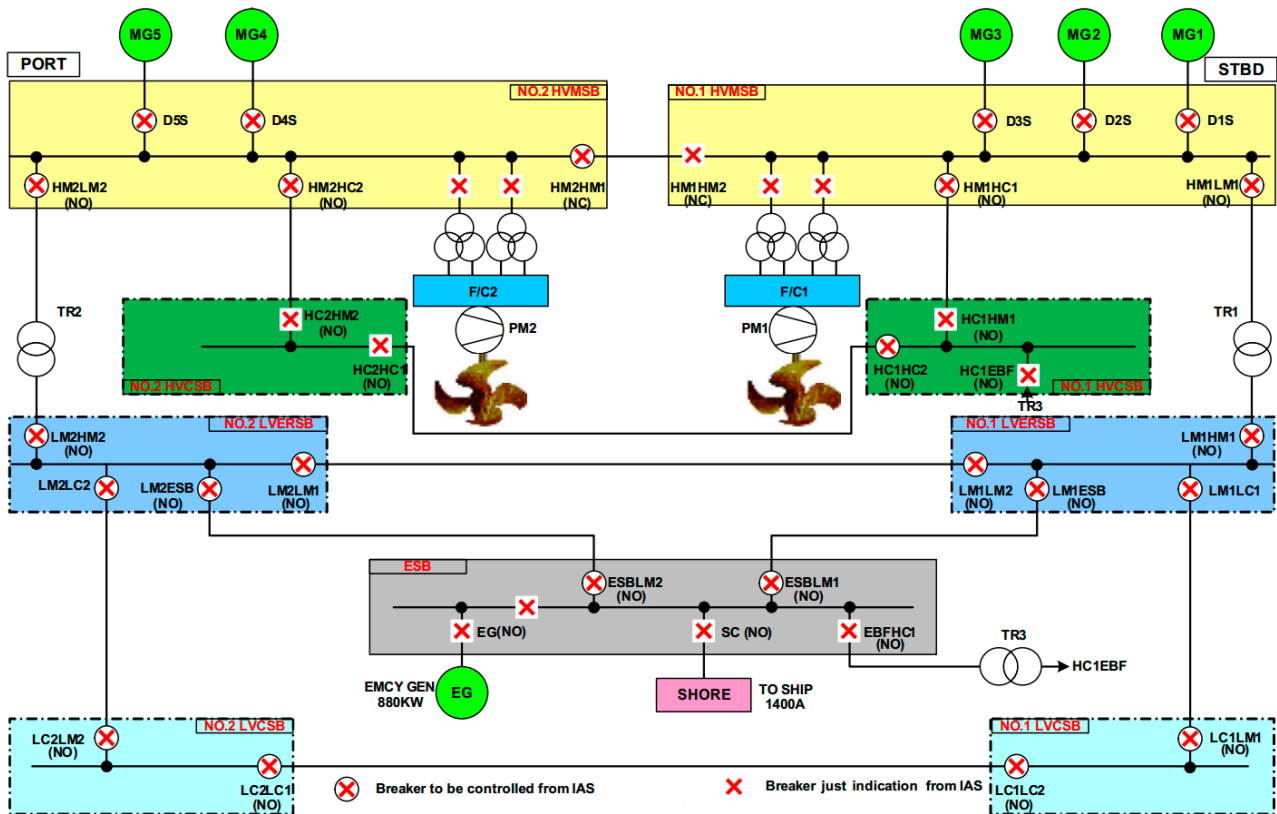 MG5
MG4
MG3
MG2
MG1
PORT
STBD
NO.2 HVMSB
NO.1 HVMSB
D5S
D4S
D3S
D2S
D1S
HM2LM2
(NO)
HM2HC2
(NO)
HM2HM1
(NC)
HM1HM2
(NC)
HM1HC1
(NO)
HM1LM1
(NO)
F/C2
F/C1
TR2
HC2HM2
(NO)
PM2
PM1
HC1HM1
(NO)
TR1
HC2HC1
(NO)
HC1HC2
(NO)
HC1EBF
(NO)
NO.2 HVCSB
NO.1 HVCSB
TR3
NO.2 LVERSB
NO.1 LVERSB
LM2HM2
(NO)
LM1HM1
(NO)
LM2LC2
LM2ESB
(NO)
LM2LM1
(NO)
LM1LM2
(NO)
LM1ESB
(NO)
LM1LC1
ESB
ESBLM2
(NO)
ESBLM1
(NO)
EG(NO)
SC (NO)
EBFHC1
(NO)
TR3
HC1EBF
EMCY GEN
880KW
EG
SHORE
TO SHIP
1400A
NO.2 LVCSB
NO.1 LVCSB
LC2LM2
(NO)
LC1LM1
(NO)
LC2LC1
(NO)
LC1LC2
(NO)
Breaker to be controlled from IAS
Breaker just indication from IAS